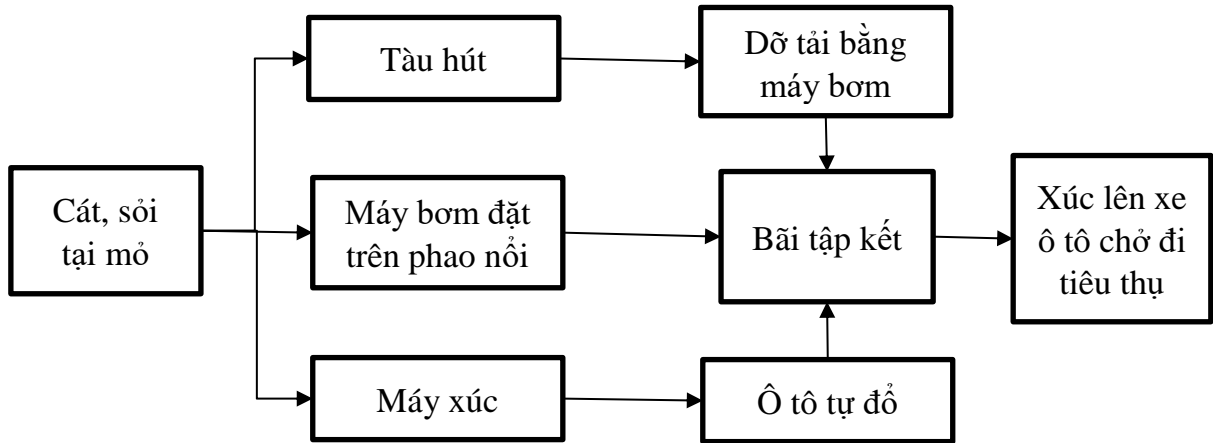 Tàu hút
Dỡ tải bằng
máy bơm
Cát, sỏi
tại mỏ
Máy bơm đặt
trên phao nổi
Bãi tập kết
Xúc lên xe
ô tô chở đi
tiêu thụ
Máy xúc
Ô tô tự đổ